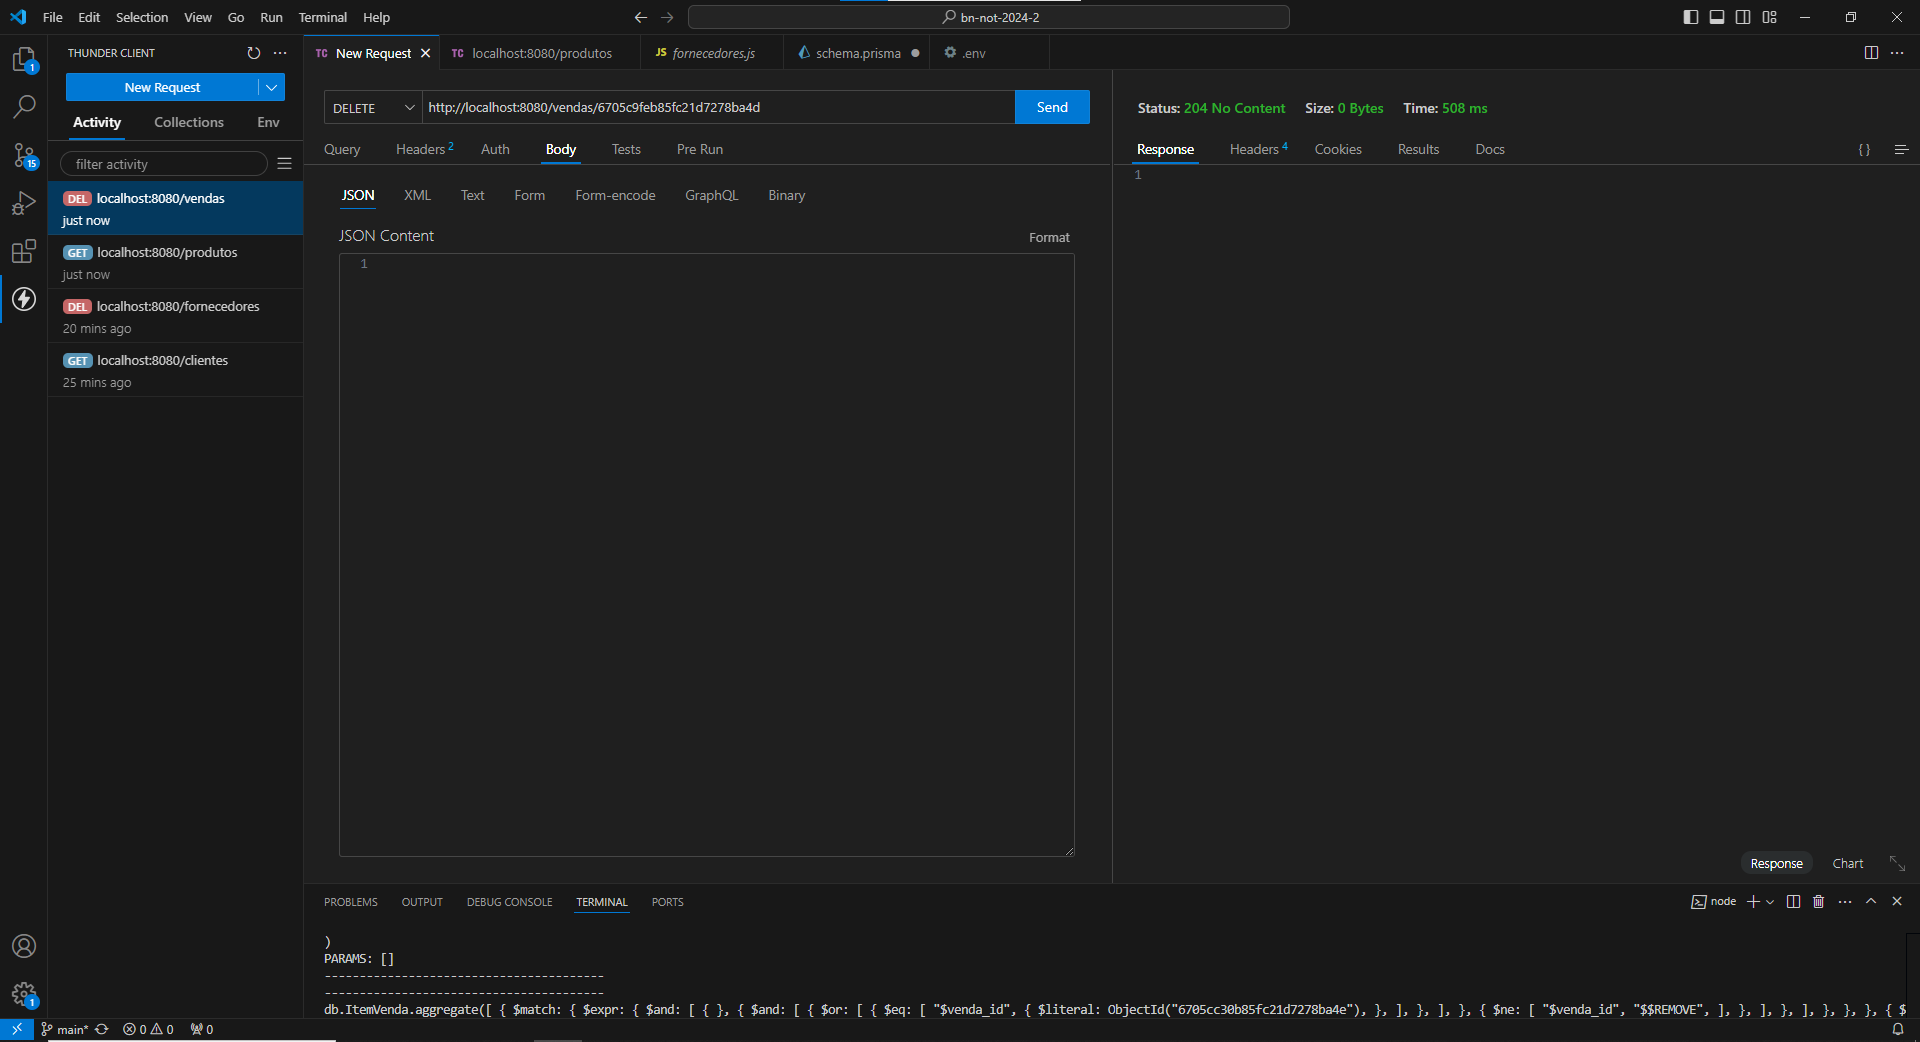 File Edit Selection View Go Run Terminal Help
bn-not-2024-2
THUNDER CLIENT
New Request
Activity Collections Env
filter activity
DEL localhost:8080/vendas
just now
GET localhost:8080/produtos
just now
DEL localhost:8080/fornecedores
20 mins ago
GET localhost:8080/clientes
25 mins ago
1
15
1
TC New Request
TC localhost:8080/produtos
JS fornecedores.js
schema.prisma
.env
DELETE http://localhost:8080/vendas/6705c9feb85fc21d7278ba4d Send
Query Headers 2 Auth Body Tests Pre Run
JSON XML Text Form Form-encode GraphQL Binary
JSON Content Format
1
Status: 204 No Content Size: 0 Bytes Time: 508 ms
Response Headers 4 Cookies Results Docs { }
1
Response Chart
PROBLEMS OUTPUT DEBUG CONSOLE TERMINAL PORTS
node
)
PARAMS: []
----------------------------------------
----------------------------------------
db.ItemVenda.aggregate([ { $match: { $expr: { $and: [ { }, { $and: [ { $or: [ { $eq: [ "$venda_id", { $literal: ObjectId("6705cc30b85fc21d7278ba4e"), }, ], }, ], }, { $ne: [ "$venda_id", "$$REMOVE", ], }, ], }, ], }, }, }, { $
main* 0 0 0